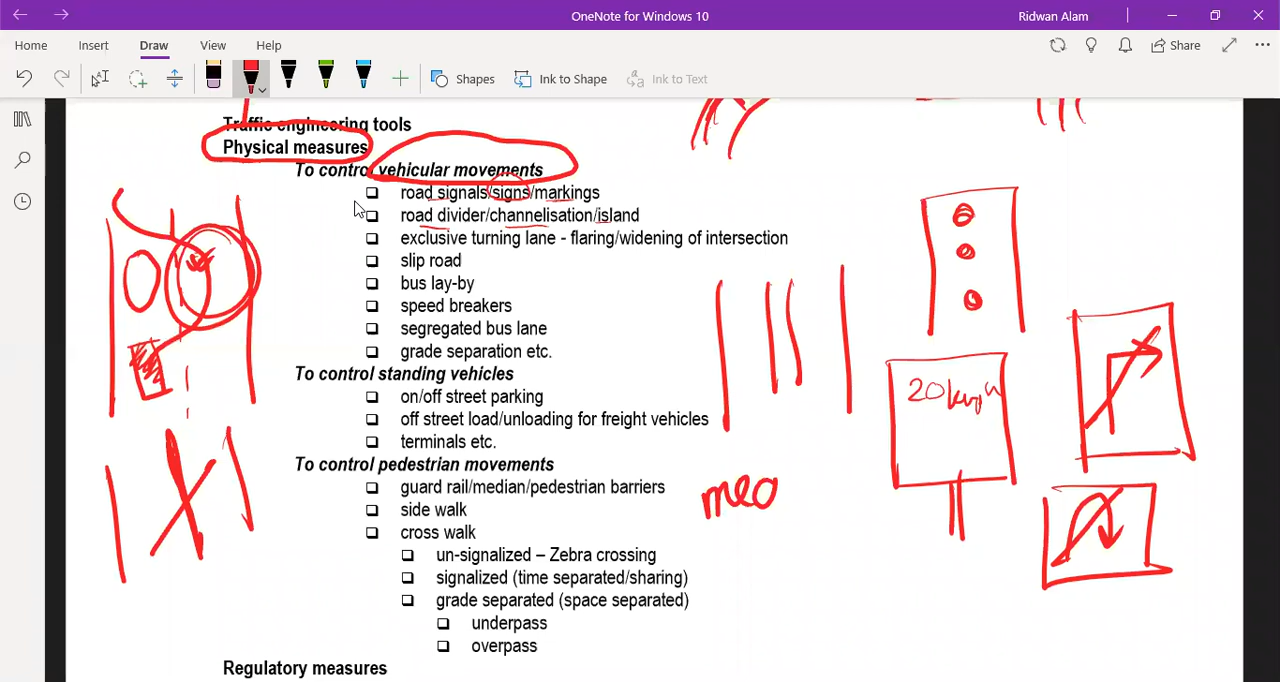 OneNote for Windows 10
Ridwan Alam
Home Insert Draw View Help
Share
Shapes Ink to Shape Ink to Text
Traffic engineering tools
Physical measures
To control vehicular movements
road signals/signs/markings
road divider/channelisation/island
exclusive turning lane - flaring/widening of intersection
slip road
bus lay-by
speed breakers
segregated bus lane
grade separation etc.
To control standing vehicles
on/off street parking
off street load/unloading for freight vehicles
terminals etc.
To control pedestrian movements
guard rail/median/pedestrian barriers
side walk
cross walk
un-signalized – Zebra crossing
signalized (time separated/sharing)
grade separated (space separated)
underpass
overpass
Regulatory measures
20